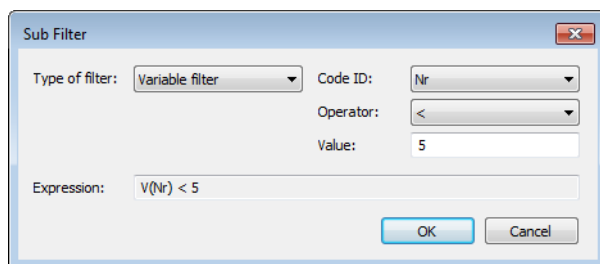 Sub Filter
Type of filter: Variable filter Code ID: Nr
Operator: <
Value: 5
Expression: V(Nr) < 5
OK Cancel